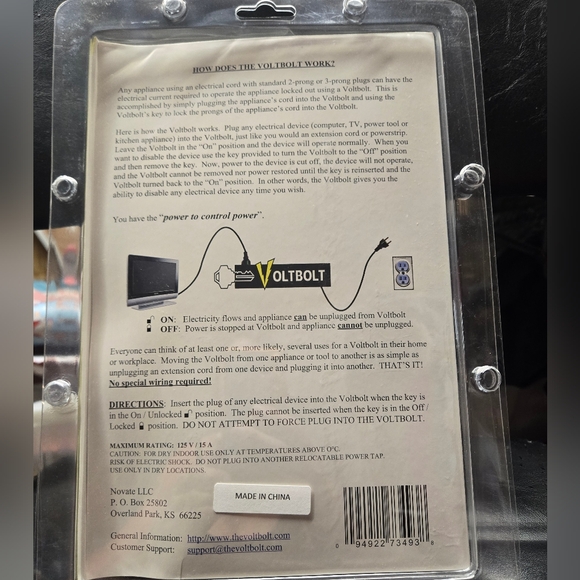 HOW DOES THE VOLTBOLT WORK?
Any appliance using an electrical cord with standard 2-prong or 3-prong plugs can have the
electrical current required to operate the appliance locked out using a Voltbolt. This is
accomplished by simply plugging the appliance's cord into the Voltbolt and using the
Voltbolt's key to lock the prongs of the appliance's cord into the Voltbolt.
Here is how the Voltbolt works. Plug any electrical device (computer, TV, power tool or
kitchen appliance) into the Voltbolt, just like you would an extension cord or powerstrip.
Leave the Voltbolt in the "On" position and the device will operate normally. When you
want to disable the device use the key provided to turn the Voltbolt to the "Off" position
and then remove the key. Now, power to the device is cut off, the device will not operate,
and the Voltbolt cannot be removed nor power restored until the key is reinserted and the
Voltbolt turned back to the "On" position. In other words, the Voltbolt gives you the
ability to disable any electrical device any time you wish.
You have the "power to control power".
VOLTBOLT
ON: Electricity flows and appliance can be unplugged from Voltbolt
OFF: Power is stopped at Voltbolt and appliance cannot be unplugged.
Everyone can think of at least one or, more likely, several uses for a Voltbolt in their home
or workplace. Moving the Voltbolt from one appliance or tool to another is as simple as
unplugging an extension cord from one device and plugging it into another. THAT'S IT!
No special wiring required!
DIRECTIONS: Insert the plug of any electrical device into the Voltbolt when the key is
in the On / Unlocked position. The plug cannot be inserted when the key is in the Off /
Locked position. DO NOT ATTEMPT TO FORCE PLUG INTO THE VOLTBOLT.
MAXIMUM RATING: 125 V / 15 A
CAUTION: FOR DRY INDOOR USE ONLY AT TEMPERATURES ABOVE 0°C.
RISK OF ELECTRIC SHOCK. DO NOT PLUG INTO ANOTHER RELOCATABLE POWER TAP.
USE ONLY IN DRY LOCATIONS.
Novate LLC
P. O. Box 25802
Overland Park, KS 66225
MADE IN CHINA
General Information: http://www.thevoltbolt.com
Customer Support: support@thevoltbolt.com
0 94922 73493 8